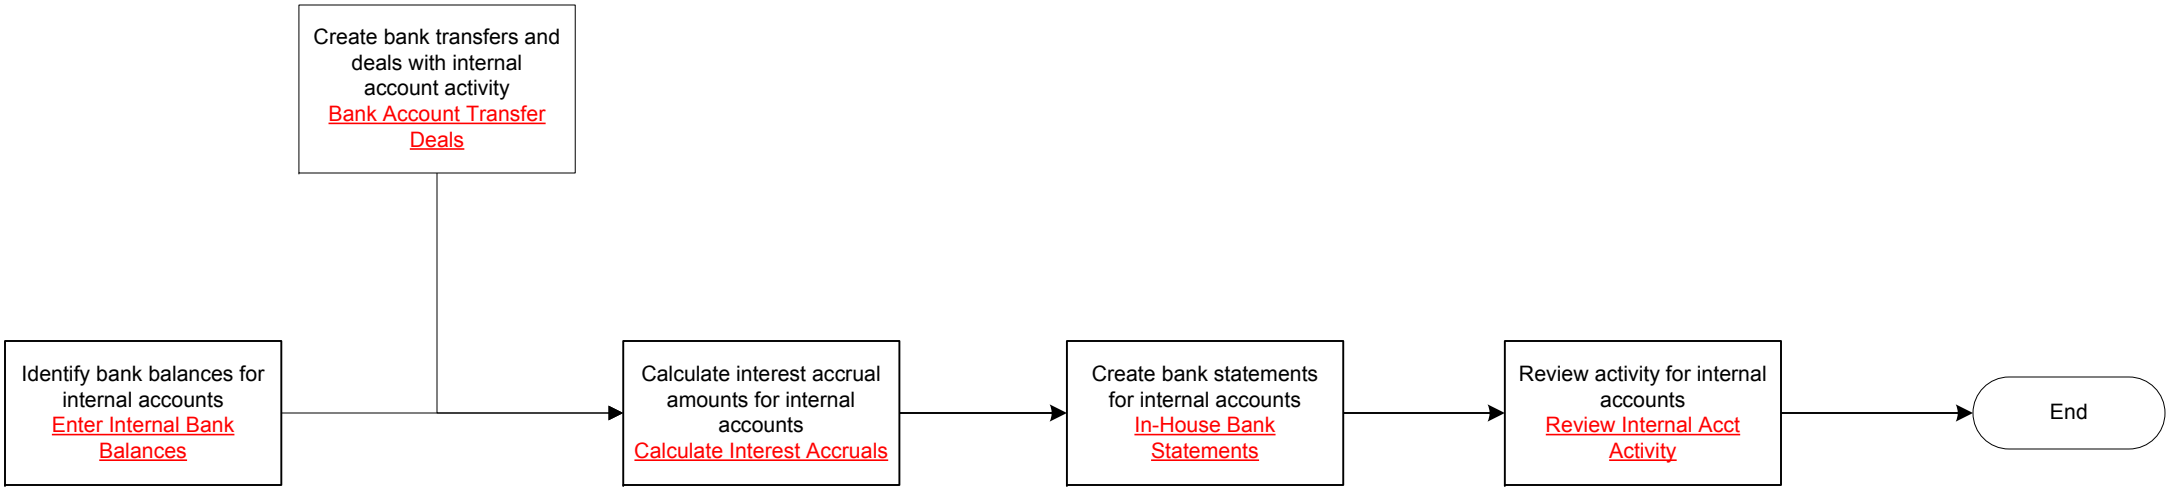 Create bank transfers and
deals with internal
account activity
Bank Account Transfer
Deals
Identify bank balances for
internal accounts
Enter Internal Bank
Balances
Calculate interest accrual
amounts for internal
accounts
Calculate Interest Accruals
Create bank statements
for internal accounts
In-House Bank
Statements
Review activity for internal
accounts
Review Internal Acct
Activity
End